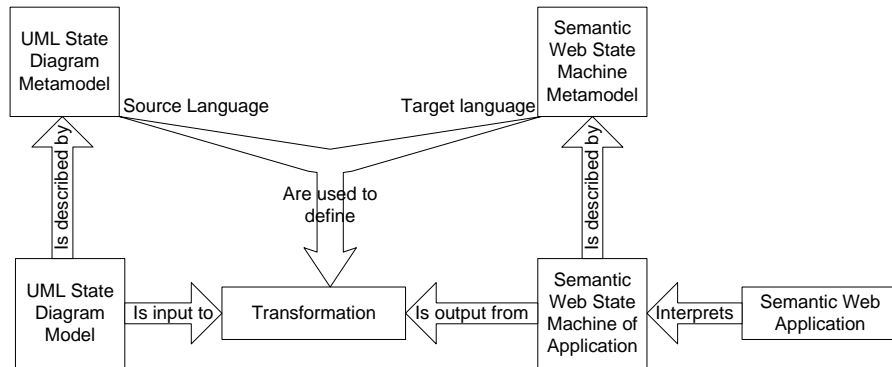 UML State
Diagram
Metamodel
Semantic
Web State
Machine
Metamodel
Source Language
Target language
Is described by
Are used to
define
Is described by
UML State
Diagram
Model
Is input to
Transformation
Is output from
Semantic
Web State
Machine of
Application
Interprets
Semantic Web
Application